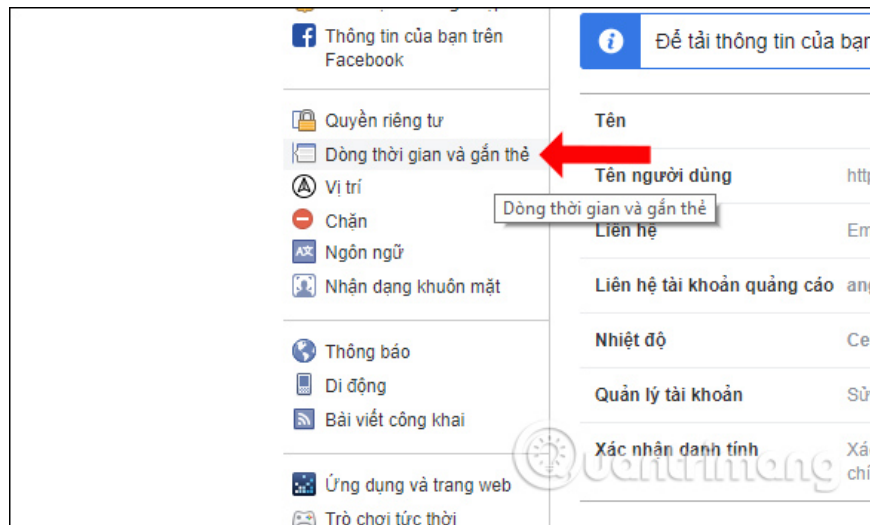 Thông tin của bạn trên
Facebook
Quyền riêng tư
Dòng thời gian và gắn thẻ
Vị trí
Chặn
Ngôn ngữ
Nhận dạng khuôn mặt
Thông báo
Di động
Bài viết công khai
Ứng dụng và trang web
Trò chơi tức thời
Để tải thông tin của bạn
Tên
Tên người dùng
Dòng thời gian và gắn thẻ
Liên hệ
Liên hệ tài khoản quảng cáo
Nhiệt độ
Quản lý tài khoản
Xác nhận danh tính
Quantrimang